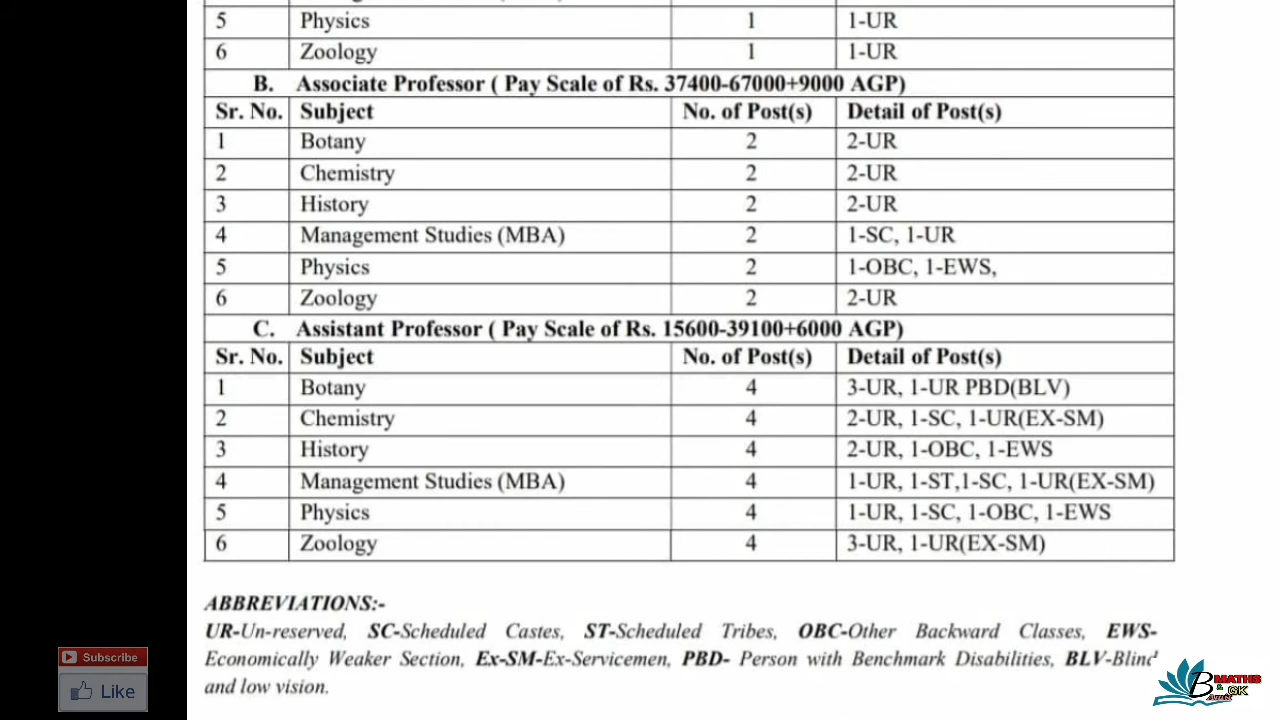 5 Physics 1 1-UR
6 Zoology 1 1-UR
B. Associate Professor ( Pay Scale of Rs. 37400-67000+9000 AGP)
Sr. No. Subject No. of Post(s) Detail of Post(s)
1 Botany 2 2-UR
2 Chemistry 2 2-UR
3 History 2 2-UR
4 Management Studies (MBA) 2 1-SC, 1-UR
5 Physics 2 1-OBC, 1-EWS,
6 Zoology 2 2-UR
C. Assistant Professor ( Pay Scale of Rs. 15600-39100+6000 AGP)
Sr. No. Subject No. of Post(s) Detail of Post(s)
1 Botany 4 3-UR, 1-UR PBD(BLV)
2 Chemistry 4 2-UR, 1-SC, 1-UR(EX-SM)
3 History 4 2-UR, 1-OBC, 1-EWS
4 Management Studies (MBA) 4 1-UR, 1-ST,1-SC, 1-UR(EX-SM)
5 Physics 4 1-UR, 1-SC, 1-OBC, 1-EWS
6 Zoology 4 3-UR, 1-UR(EX-SM)
ABBREVIATIONS:-
UR-Un-reserved, SC-Scheduled Castes, ST-Scheduled Tribes, OBC-Other Backward Classes, EWS-
Economically Weaker Section, Ex-SM-Ex-Servicemen, PBD- Person with Benchmark Disabilities, BLV-Blind
and low vision.
Subscribe
Like
B MATHS
& GK